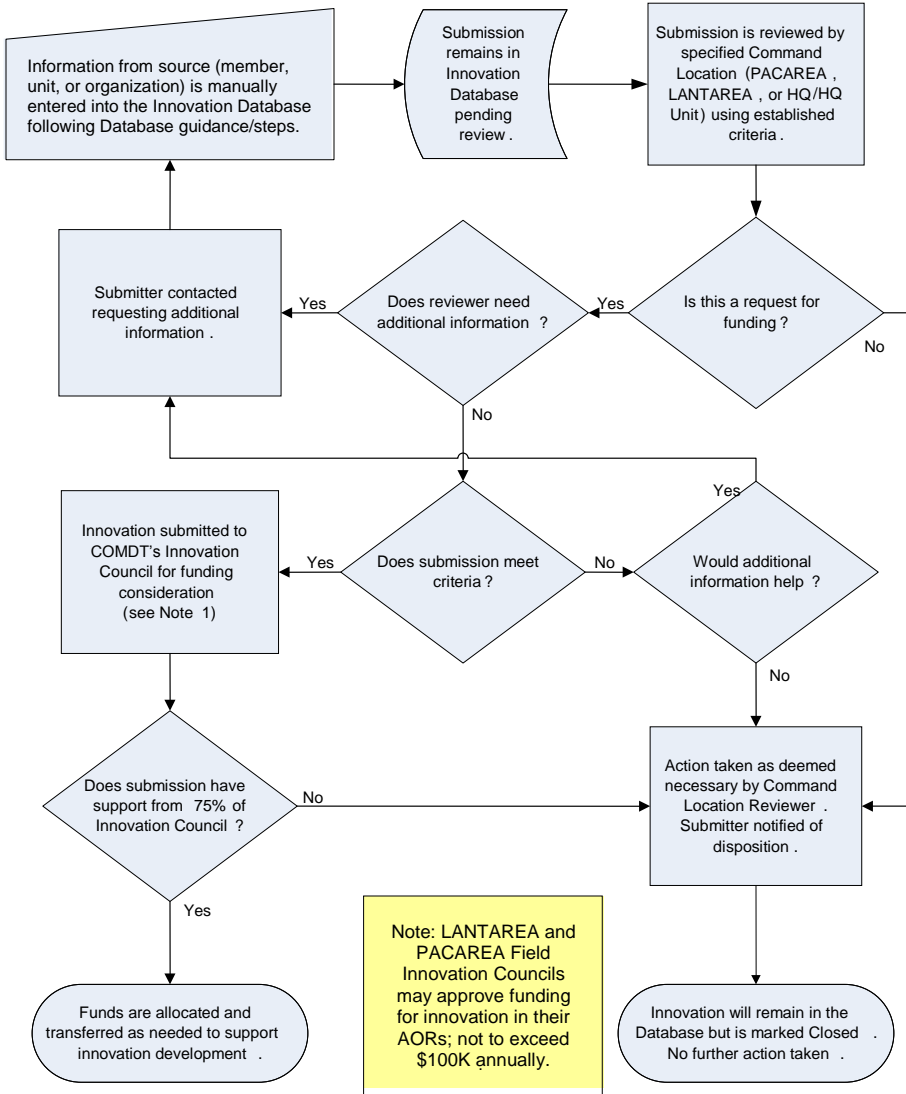 Information from source (member,
unit, or organization) is manually
entered into the Innovation Database
following Database guidance/steps.
Submission
remains in
Innovation
Database
pending
review .
Submission is reviewed by
specified Command
Location (PACAREA ,
LANTAREA , or HQ/HQ
Unit) using established
criteria .
Submitter contacted
requesting additional
information .
Yes
Does reviewer need
additional information ?
Yes
Is this a request for
funding ?
No
No
Innovation submitted to
COMDT's Innovation
Council for funding
consideration
(see Note 1)
Yes
Does submission meet
criteria ?
No
Yes
Would additional
information help ?
No
Does submission have
support from 75% of
Innovation Council ?
No
Action taken as deemed
necessary by Command
Location Reviewer .
Submitter notified of
disposition .
Yes
Note: LANTAREA and
PACAREA Field
Innovation Councils
may approve funding
for innovation in their
AORs; not to exceed
$100K annually.
Funds are allocated and
transferred as needed to support
innovation development .
Innovation will remain in the
Database but is marked Closed .
No further action taken .